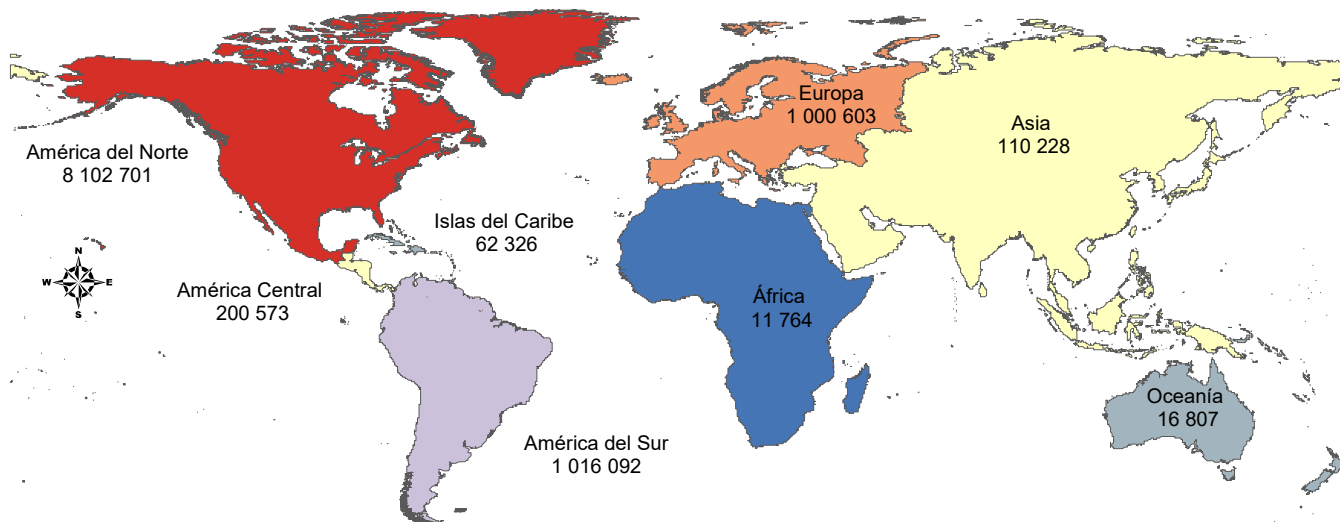 Europa
1 000 603
Asia
110 228
América del Norte
8 102 701
Islas del Caribe
62 326
N
W
E
S
América Central
200 573
África
11 764
Oceanía
16 807
América del Sur
1 016 092